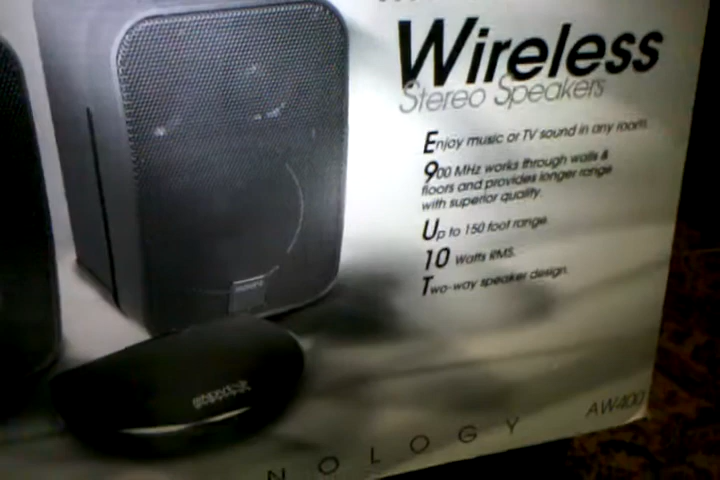 Wireless
Stereo Speakers
Enjoy music or TV sound in any room.
900 MHz works through walls &
floors and provides longer range
with superior quality.
Up to 150 foot range.
10 Watts RMS.
Two-way speaker design.
AW400
NOLOGY